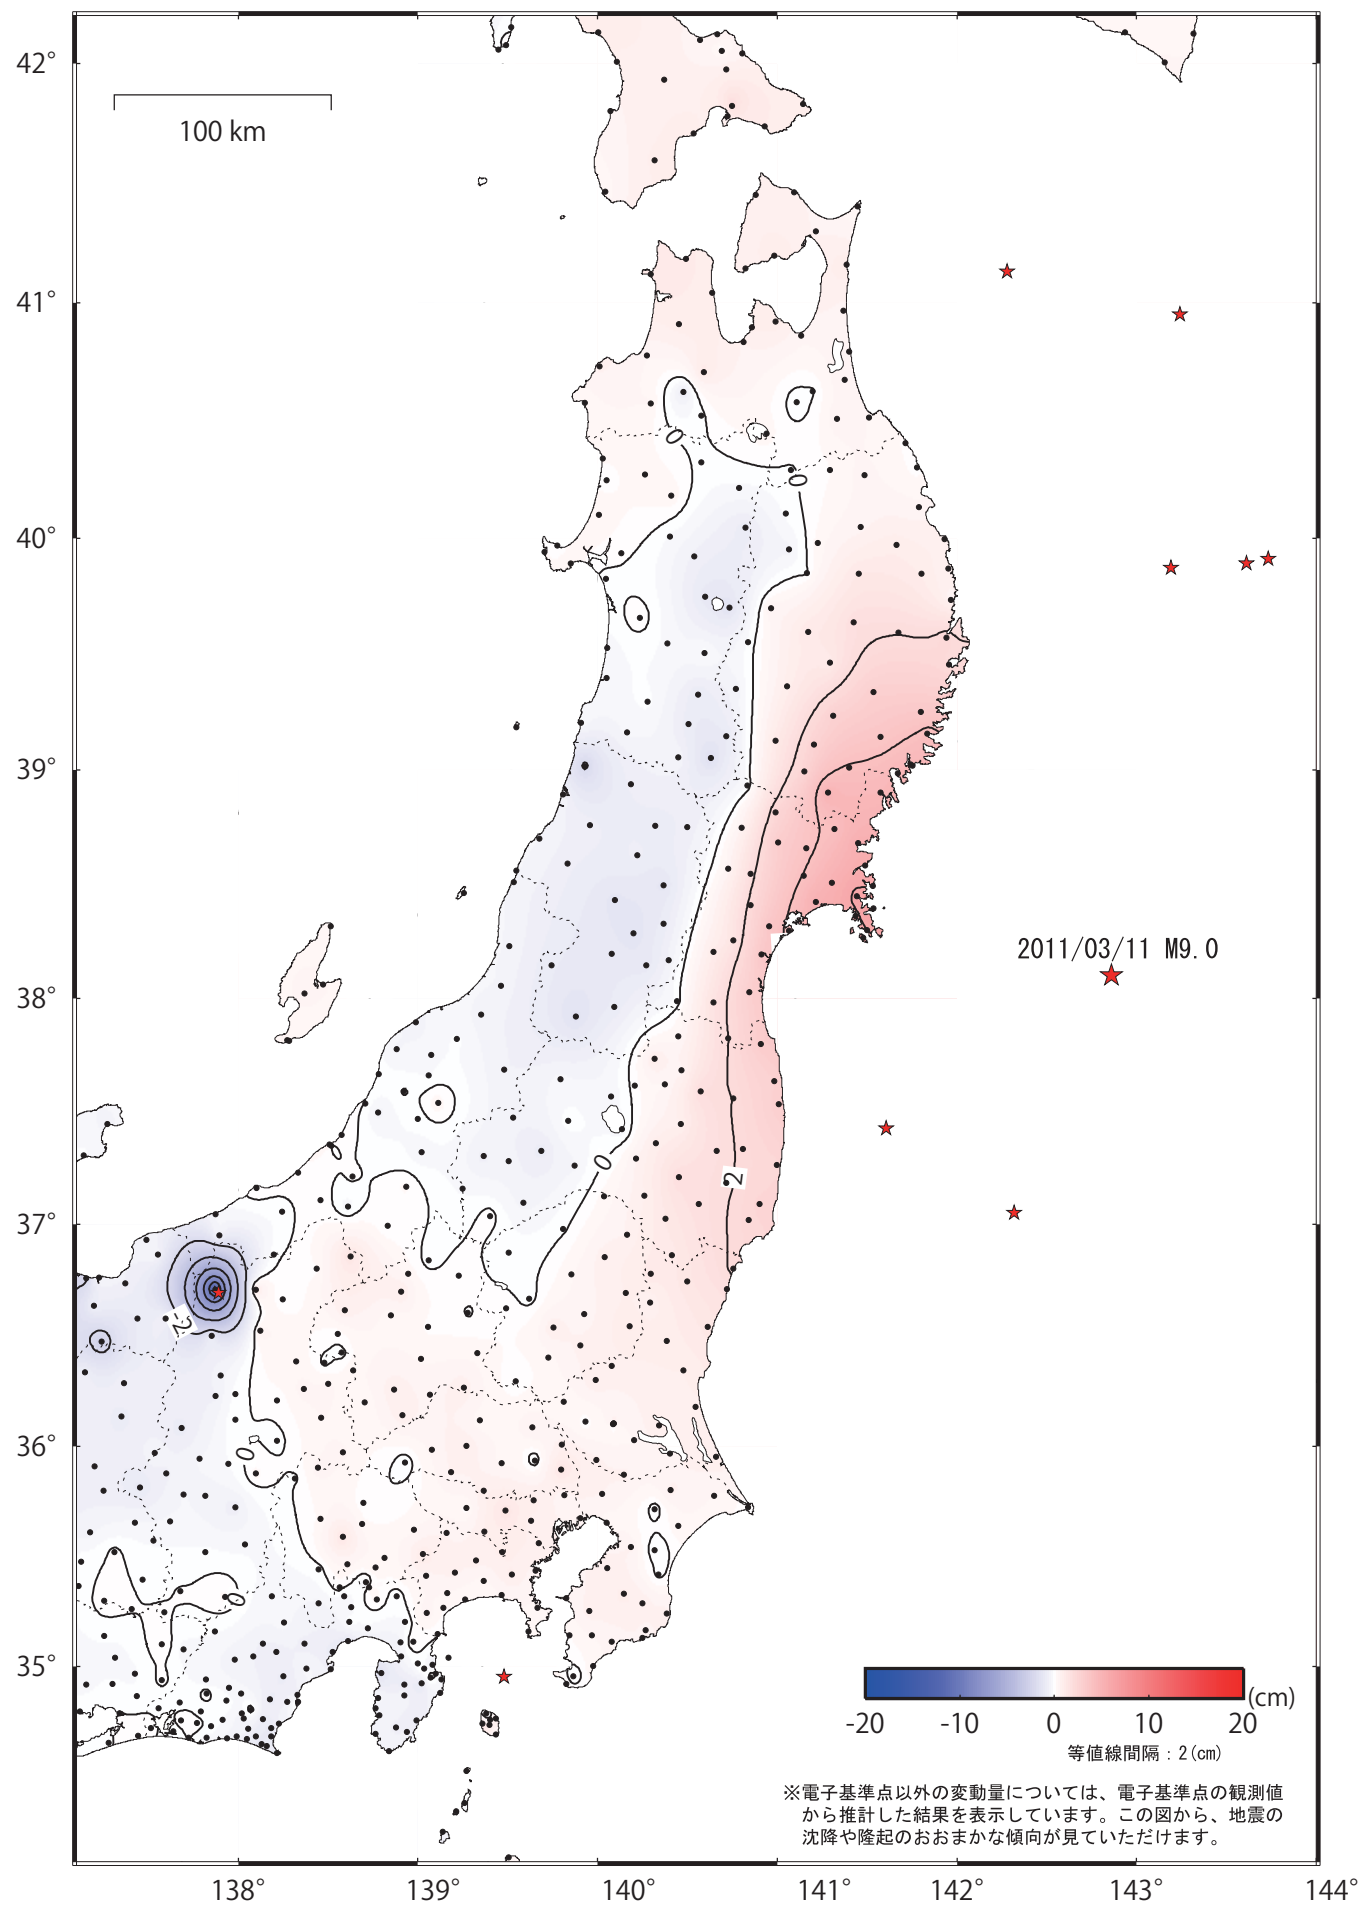 42°
100 km
41°
0
0
40°
39°
2011/03/11 M9.0
38°
0
2
37°
-2
36°
0
0
35°
(cm)
-20 -10 0 10 20
等値線間隔:2(cm)
※電子基準点以外の変動量については、電子基準点の観測値
から推計した結果を表示しています。この図から、地震の
沈降や隆起のおおまかな傾向が見ていただけます。
138° 139° 140° 141° 142° 143° 144°